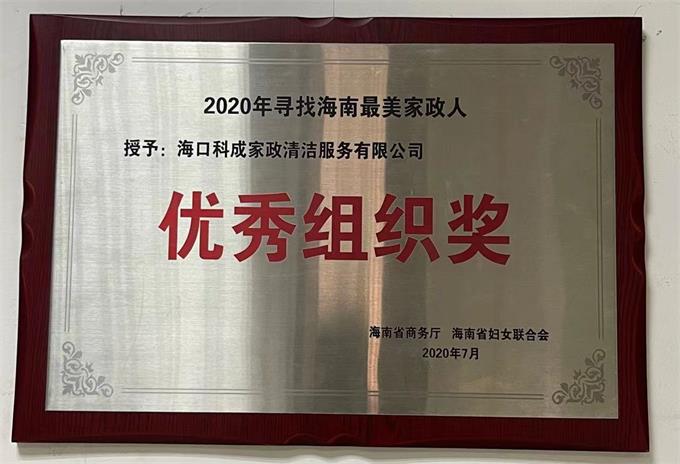 2020年寻找海南最美家政人
授予：海口科成家政清洁服务有限公司
优秀组织奖
海南省商务厅 海南省妇女联合会
2020年7月